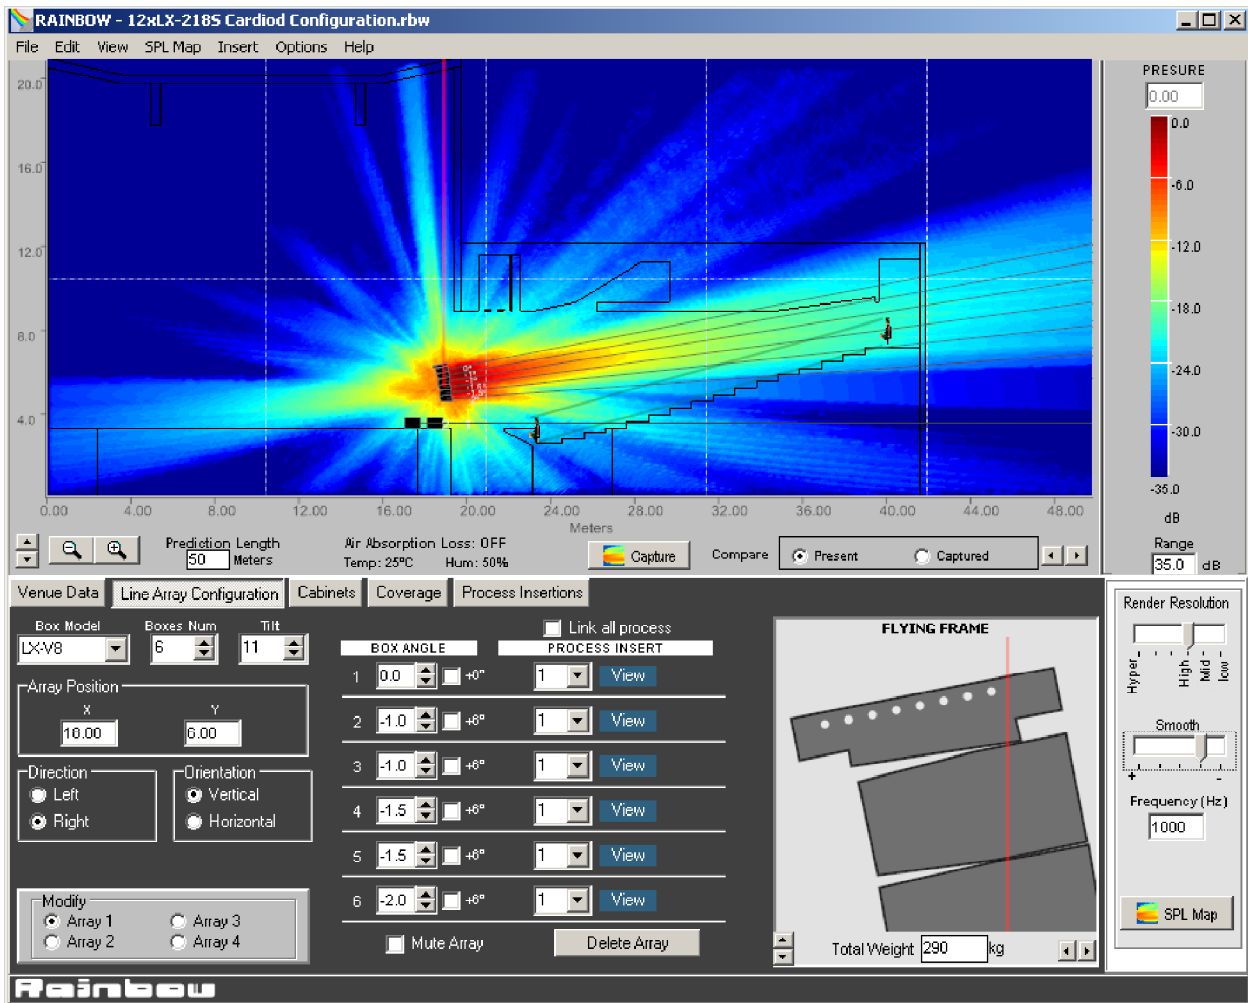 RAINBOW - 12xLX-218S Cardiod Configuration.rbw
File Edit View SPL Map Insert Options Help
PRESURE
0.00
20.0
16.0
12.0
8.0
4.0
0.0
-6.0
-12.0
-18.0
-24.0
-30.0
-35.0
dB
Range
35.0 dB
0.00 4.00 8.00 12.00 16.00 20.00 24.00 28.00 32.00 36.00 40.00 44.00 48.00
Meters
Prediction Length
50 Meters
Air Absorption Loss: OFF
Temp: 25ºC Hum: 50%
Capture
Compare
Present
Captured
Venue Data Line Array Configuration Cabinets Coverage Process Insertions
Box Model Boxes Num Tilt
LX-V8 6 11
Array Position
X Y
18.00 6.00
Direction
Left
Right
Orientation
Vertical
Horizontal
Modify
Array 1 Array 3
Array 2 Array 4
Link all process
BOX ANGLE PROCESS INSERT
1 0.0 +6º 1 View
2 -1.0 +6º 1 View
3 -1.0 +6º 1 View
4 -1.5 +6º 1 View
5 -1.5 +6º 1 View
6 -2.0 +6º 1 View
Mute Array Delete Array
FLYING FRAME
Total Weight 290 kg
Render Resolution
Hyper High Mid low
Smooth
+ -
Frequency (Hz)
1000
SPL Map
Rainbow